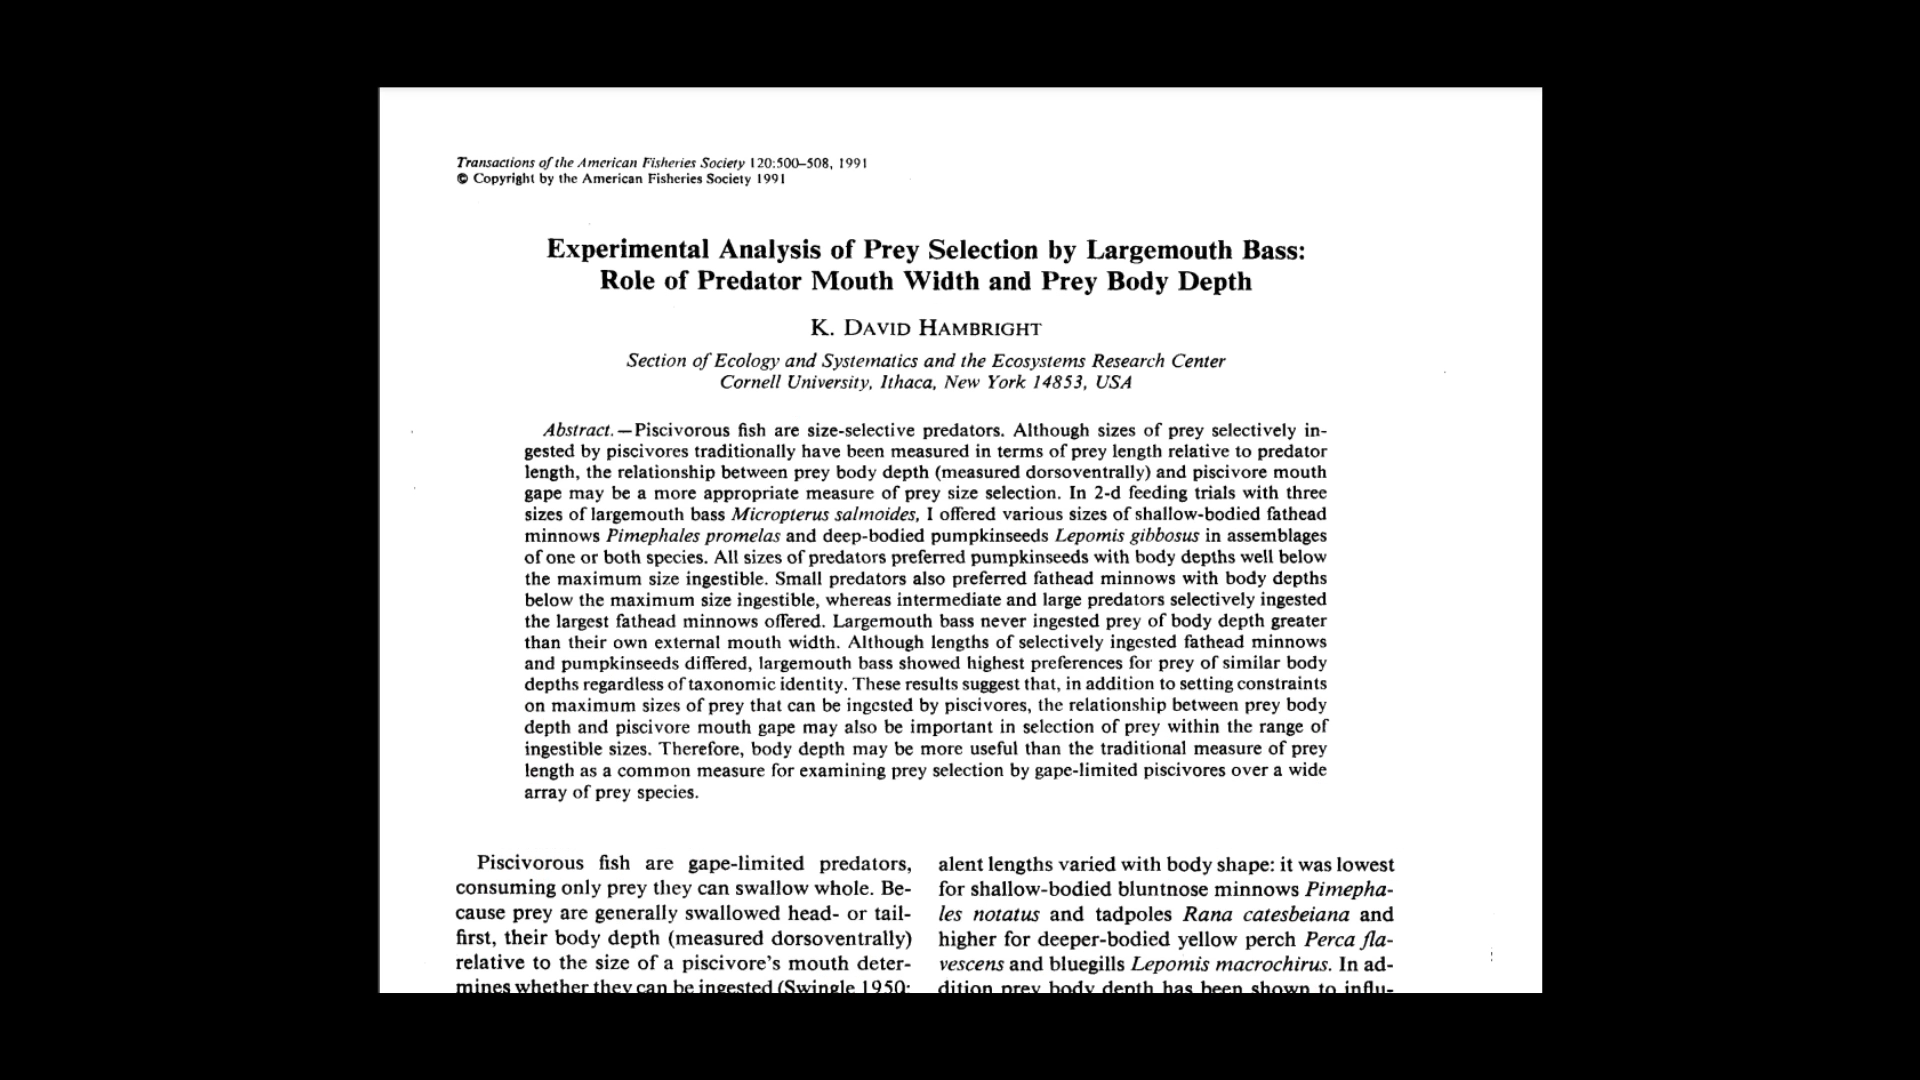 Transactions of the American Fisheries Society 120:500–508, 1991
© Copyright by the American Fisheries Society 1991
Experimental Analysis of Prey Selection by Largemouth Bass:
Role of Predator Mouth Width and Prey Body Depth
K. DAVID HAMBRIGHT
Section of Ecology and Systematics and the Ecosystems Research Center
Cornell University, Ithaca, New York 14853, USA
Abstract.—Piscivorous fish are size-selective predators. Although sizes of prey selectively in-
gested by piscivores traditionally have been measured in terms of prey length relative to predator
length, the relationship between prey body depth (measured dorsoventrally) and piscivore mouth
gape may be a more appropriate measure of prey size selection. In 2-d feeding trials with three
sizes of largemouth bass Micropterus salmoides, I offered various sizes of shallow-bodied fathead
minnows Pimephales promelas and deep-bodied pumpkinseeds Lepomis gibbosus in assemblages
of one or both species. All sizes of predators preferred pumpkinseeds with body depths well below
the maximum size ingestible. Small predators also preferred fathead minnows with body depths
below the maximum size ingestible, whereas intermediate and large predators selectively ingested
the largest fathead minnows offered. Largemouth bass never ingested prey of body depth greater
than their own external mouth width. Although lengths of selectively ingested fathead minnows
and pumpkinseeds differed, largemouth bass showed highest preferences for prey of similar body
depths regardless of taxonomic identity. These results suggest that, in addition to setting constraints
on maximum sizes of prey that can be ingested by piscivores, the relationship between prey body
depth and piscivore mouth gape may also be important in selection of prey within the range of
ingestible sizes. Therefore, body depth may be more useful than the traditional measure of prey
length as a common measure for examining prey selection by gape-limited piscivores over a wide
array of prey species.
Piscivorous fish are gape-limited predators,
consuming only prey they can swallow whole. Be-
cause prey are generally swallowed head- or tail-
first, their body depth (measured dorsoventrally)
relative to the size of a piscivore's mouth deter-
mines whether they can be ingested (Swingle 1950;
alent lengths varied with body shape: it was lowest
for shallow-bodied bluntnose minnows Pimepha-
les notatus and tadpoles Rana catesbeiana and
higher for deeper-bodied yellow perch Perca fla-
vescens and bluegills Lepomis macrochirus. In ad-
dition prey body depth has been shown to influ-